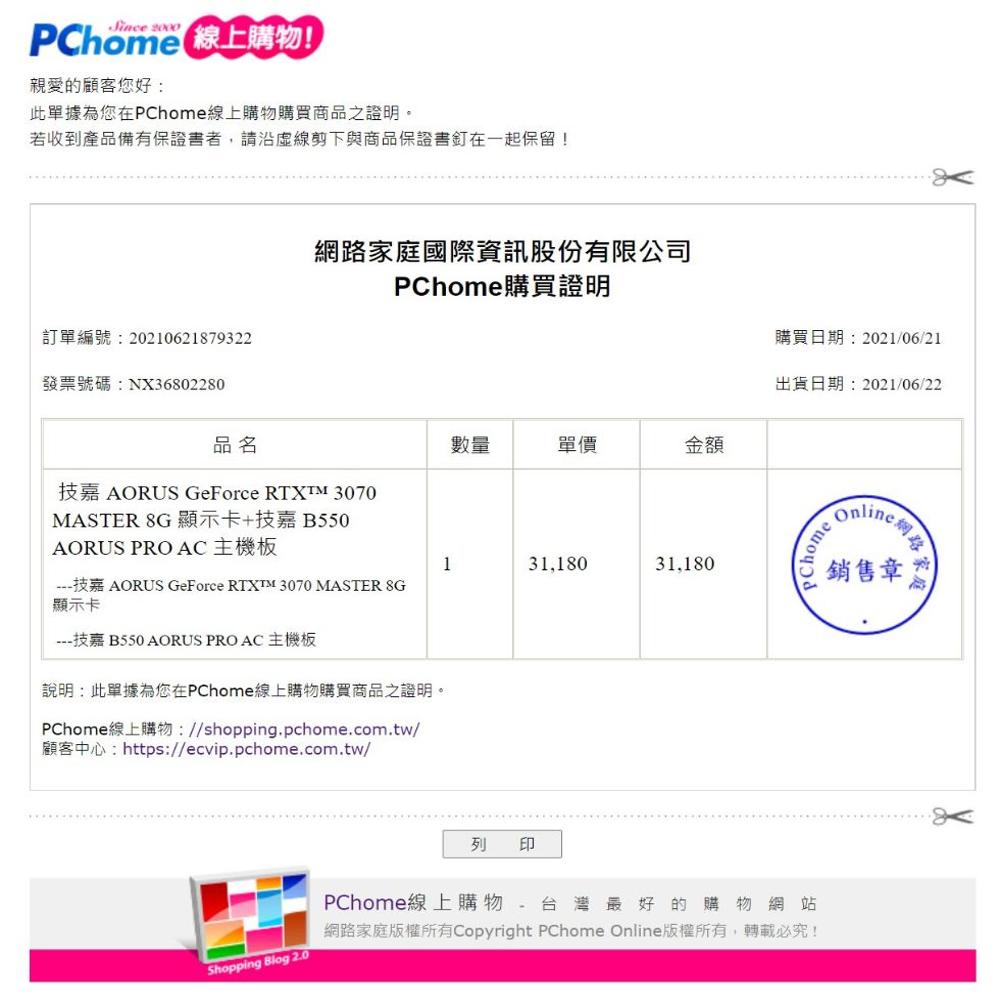 Since 2000
PChome線上購物!
親愛的顧客您好：
此單據為您在PChome線上購物購買商品之證明。
若收到產品備有保證書者，請沿虛線剪下與商品保證書釘在一起保留！
網路家庭國際資訊股份有限公司
PChome購買證明
訂單編號：20210621879322
購買日期：2021/06/21
發票號碼：NX36802280
出貨日期：2021/06/22
品 名
數量
單價
金額
技嘉 AORUS GeForce RTX™ 3070
MASTER 8G 顯示卡+技嘉 B550
AORUS PRO AC 主機板
---技嘉 AORUS GeForce RTX™ 3070 MASTER 8G
顯示卡
---技嘉 B550 AORUS PRO AC 主機板
1
31,180
31,180
PChome Online網路家庭
銷售章
說明：此單據為您在PChome線上購物購買商品之證明。
PChome線上購物：//shopping.pchome.com.tw/
顧客中心：https://ecvip.pchome.com.tw/
列 印
PChome線上購物 - 台 灣 最 好 的 購 物 網 站
網路家庭版權所有Copyright PChome Online版權所有，轉載必究！
Shopping Blog 2.0